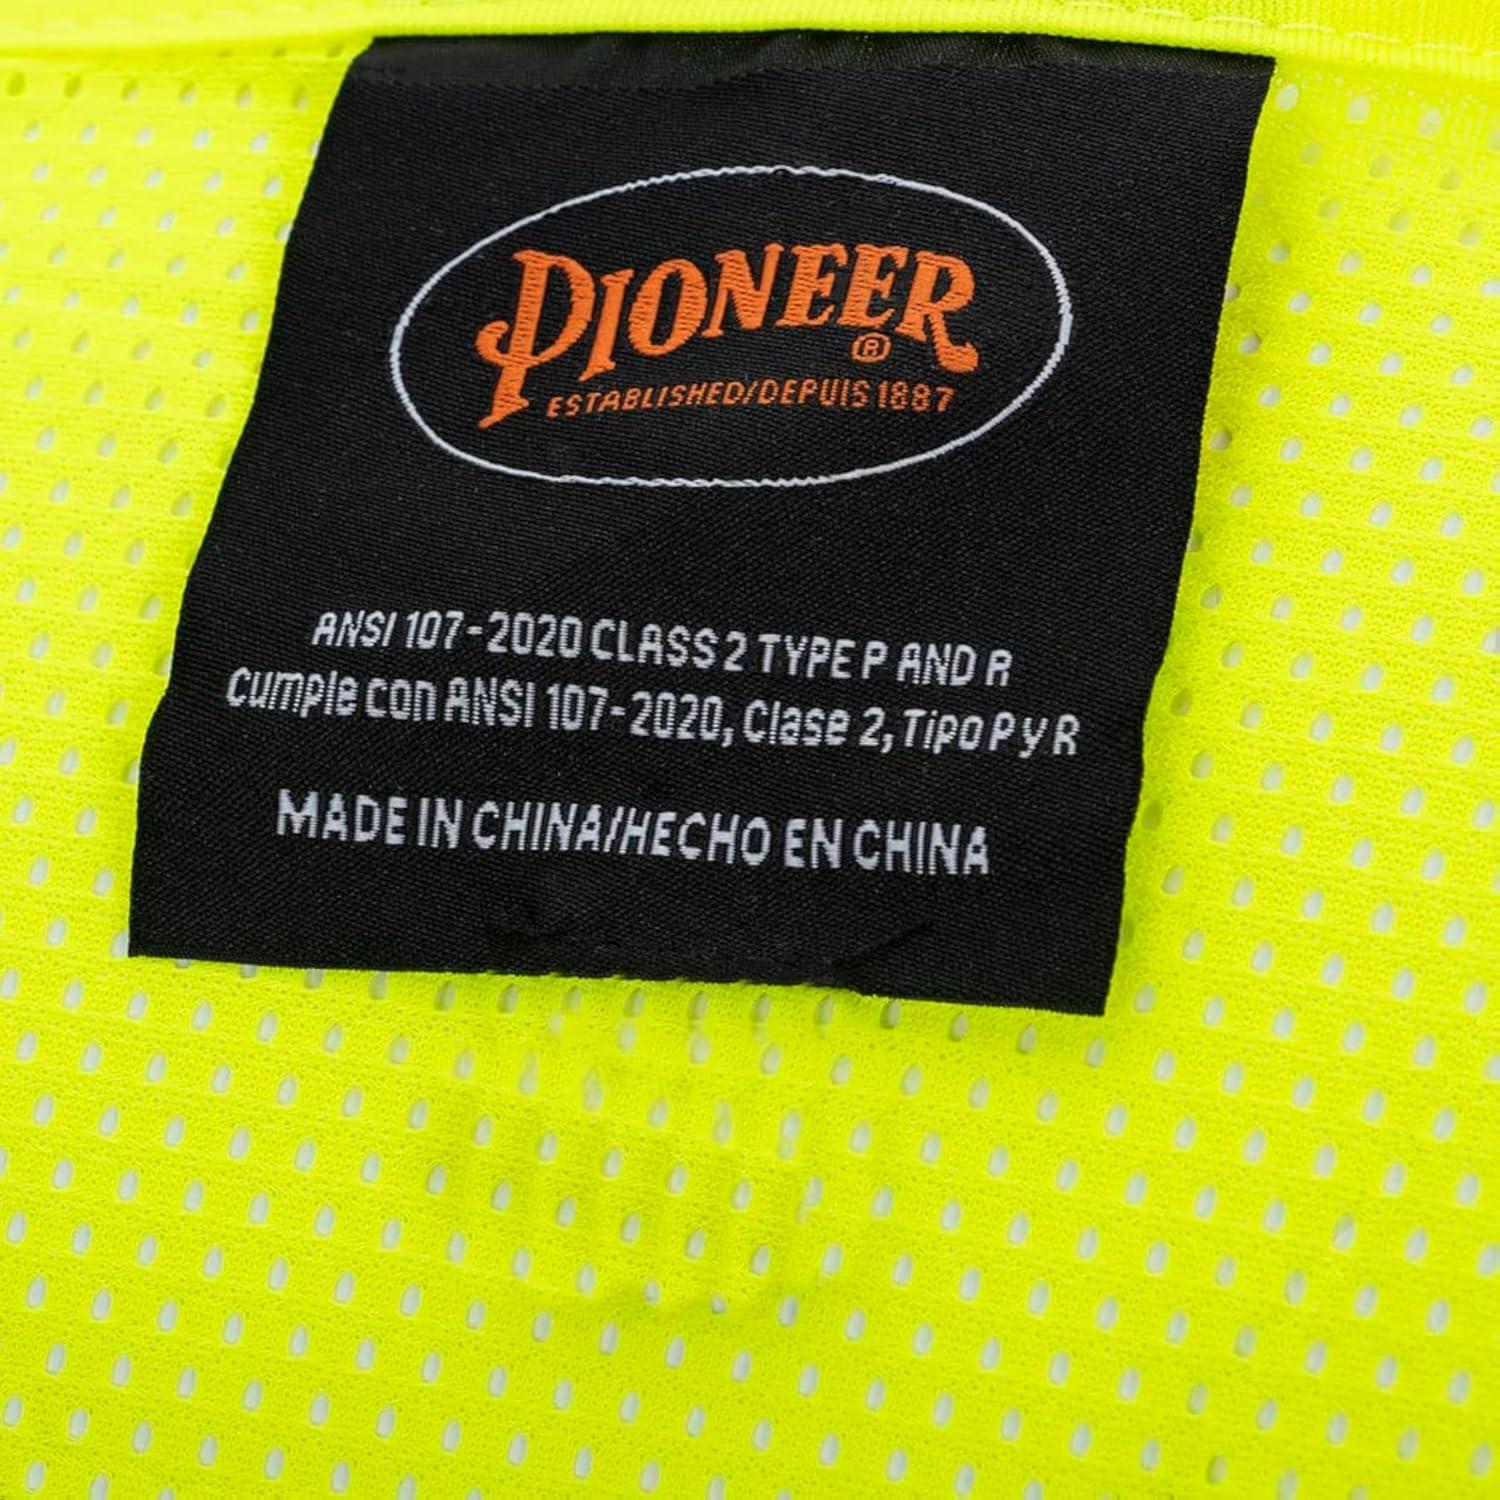 PIONEER
®
ESTABLISHED/DEPUIS 1887
ANSI 107-2020 CLASS 2 TYPE P AND R
Cumple con ANSI 107-2020, Clase 2, Tipo P y R
MADE IN CHINA/HECHO EN CHINA